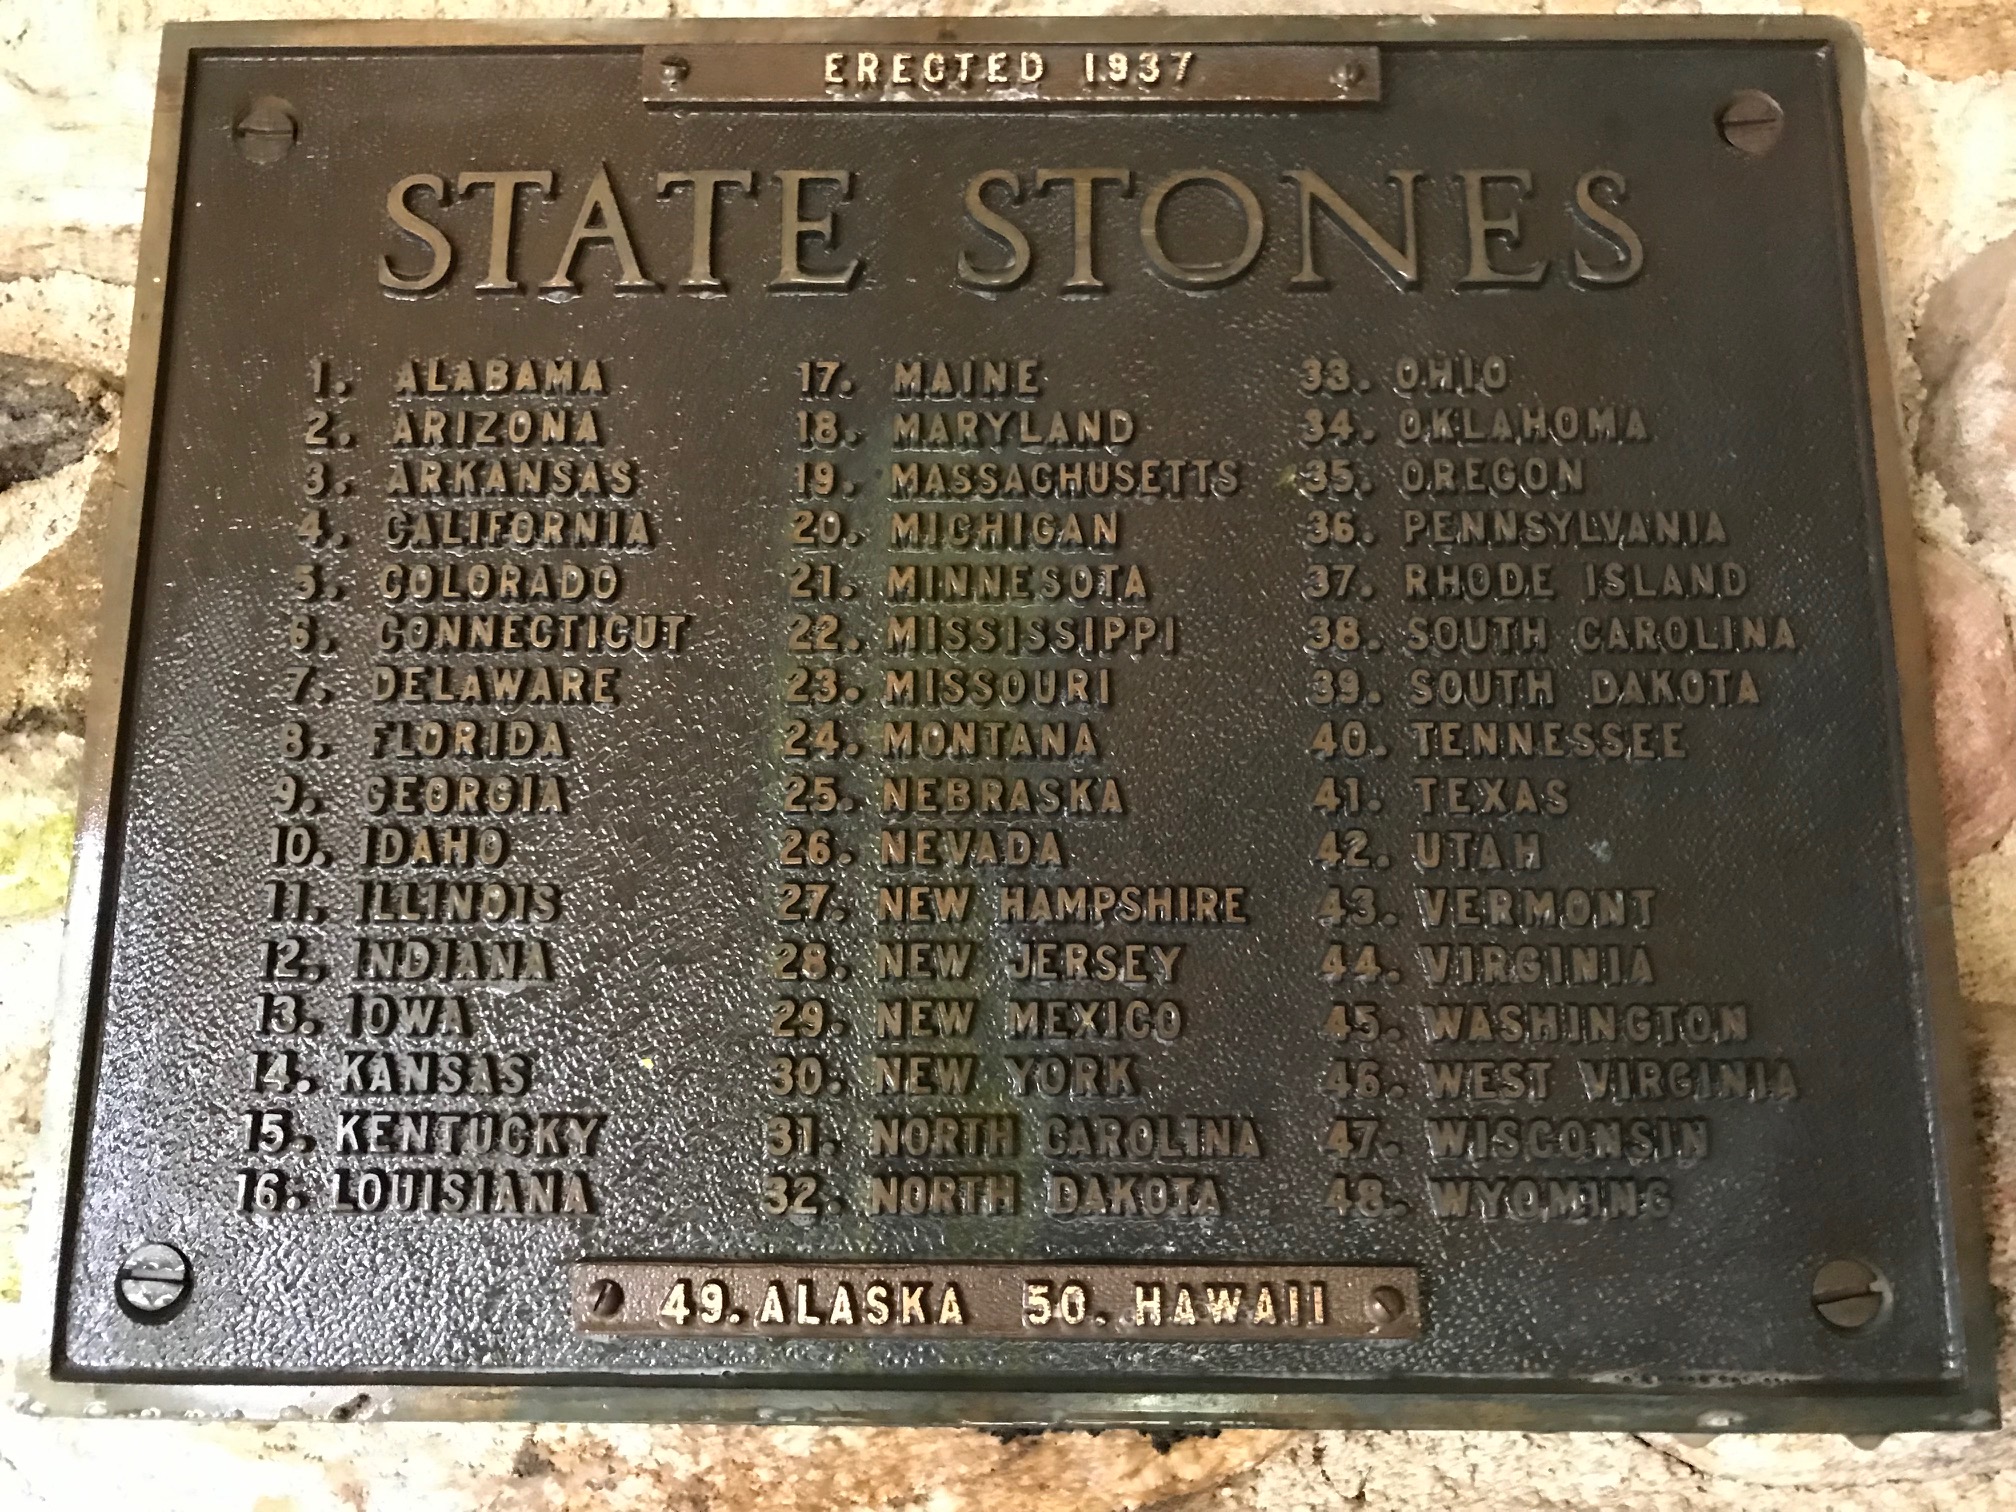 ERECTED 1937
STATE STONES
1. ALABAMA
2. ARIZONA
3. ARKANSAS
4. CALIFORNIA
5. COLORADO
6. CONNECTICUT
7. DELAWARE
8. FLORIDA
9. GEORGIA
10. IDAHO
11. ILLINOIS
12. INDIANA
13. IOWA
14. KANSAS
15. KENTUCKY
16. LOUISIANA
17. MAINE
18. MARYLAND
19. MASSACHUSETTS
20. MICHIGAN
21. MINNESOTA
22. MISSISSIPPI
23. MISSOURI
24. MONTANA
25. NEBRASKA
26. NEVADA
27. NEW HAMPSHIRE
28. NEW JERSEY
29. NEW MEXICO
30. NEW YORK
31. NORTH CAROLINA
32. NORTH DAKOTA
33. OHIO
34. OKLAHOMA
35. OREGON
36. PENNSYLVANIA
37. RHODE ISLAND
38. SOUTH CAROLINA
39. SOUTH DAKOTA
40. TENNESSEE
41. TEXAS
42. UTAH
43. VERMONT
44. VIRGINIA
45. WASHINGTON
46. WEST VIRGINIA
47. WISCONSIN
48. WYOMING
49. ALASKA 50. HAWAII